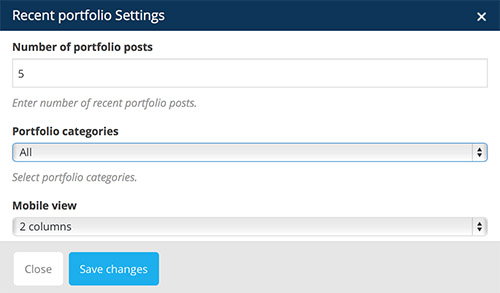 Recent portfolio Settings
Number of portfolio posts
5
Enter number of recent portfolio posts.
Portfolio categories
All
Select portfolio categories.
Mobile view
2 columns
Close
Save changes